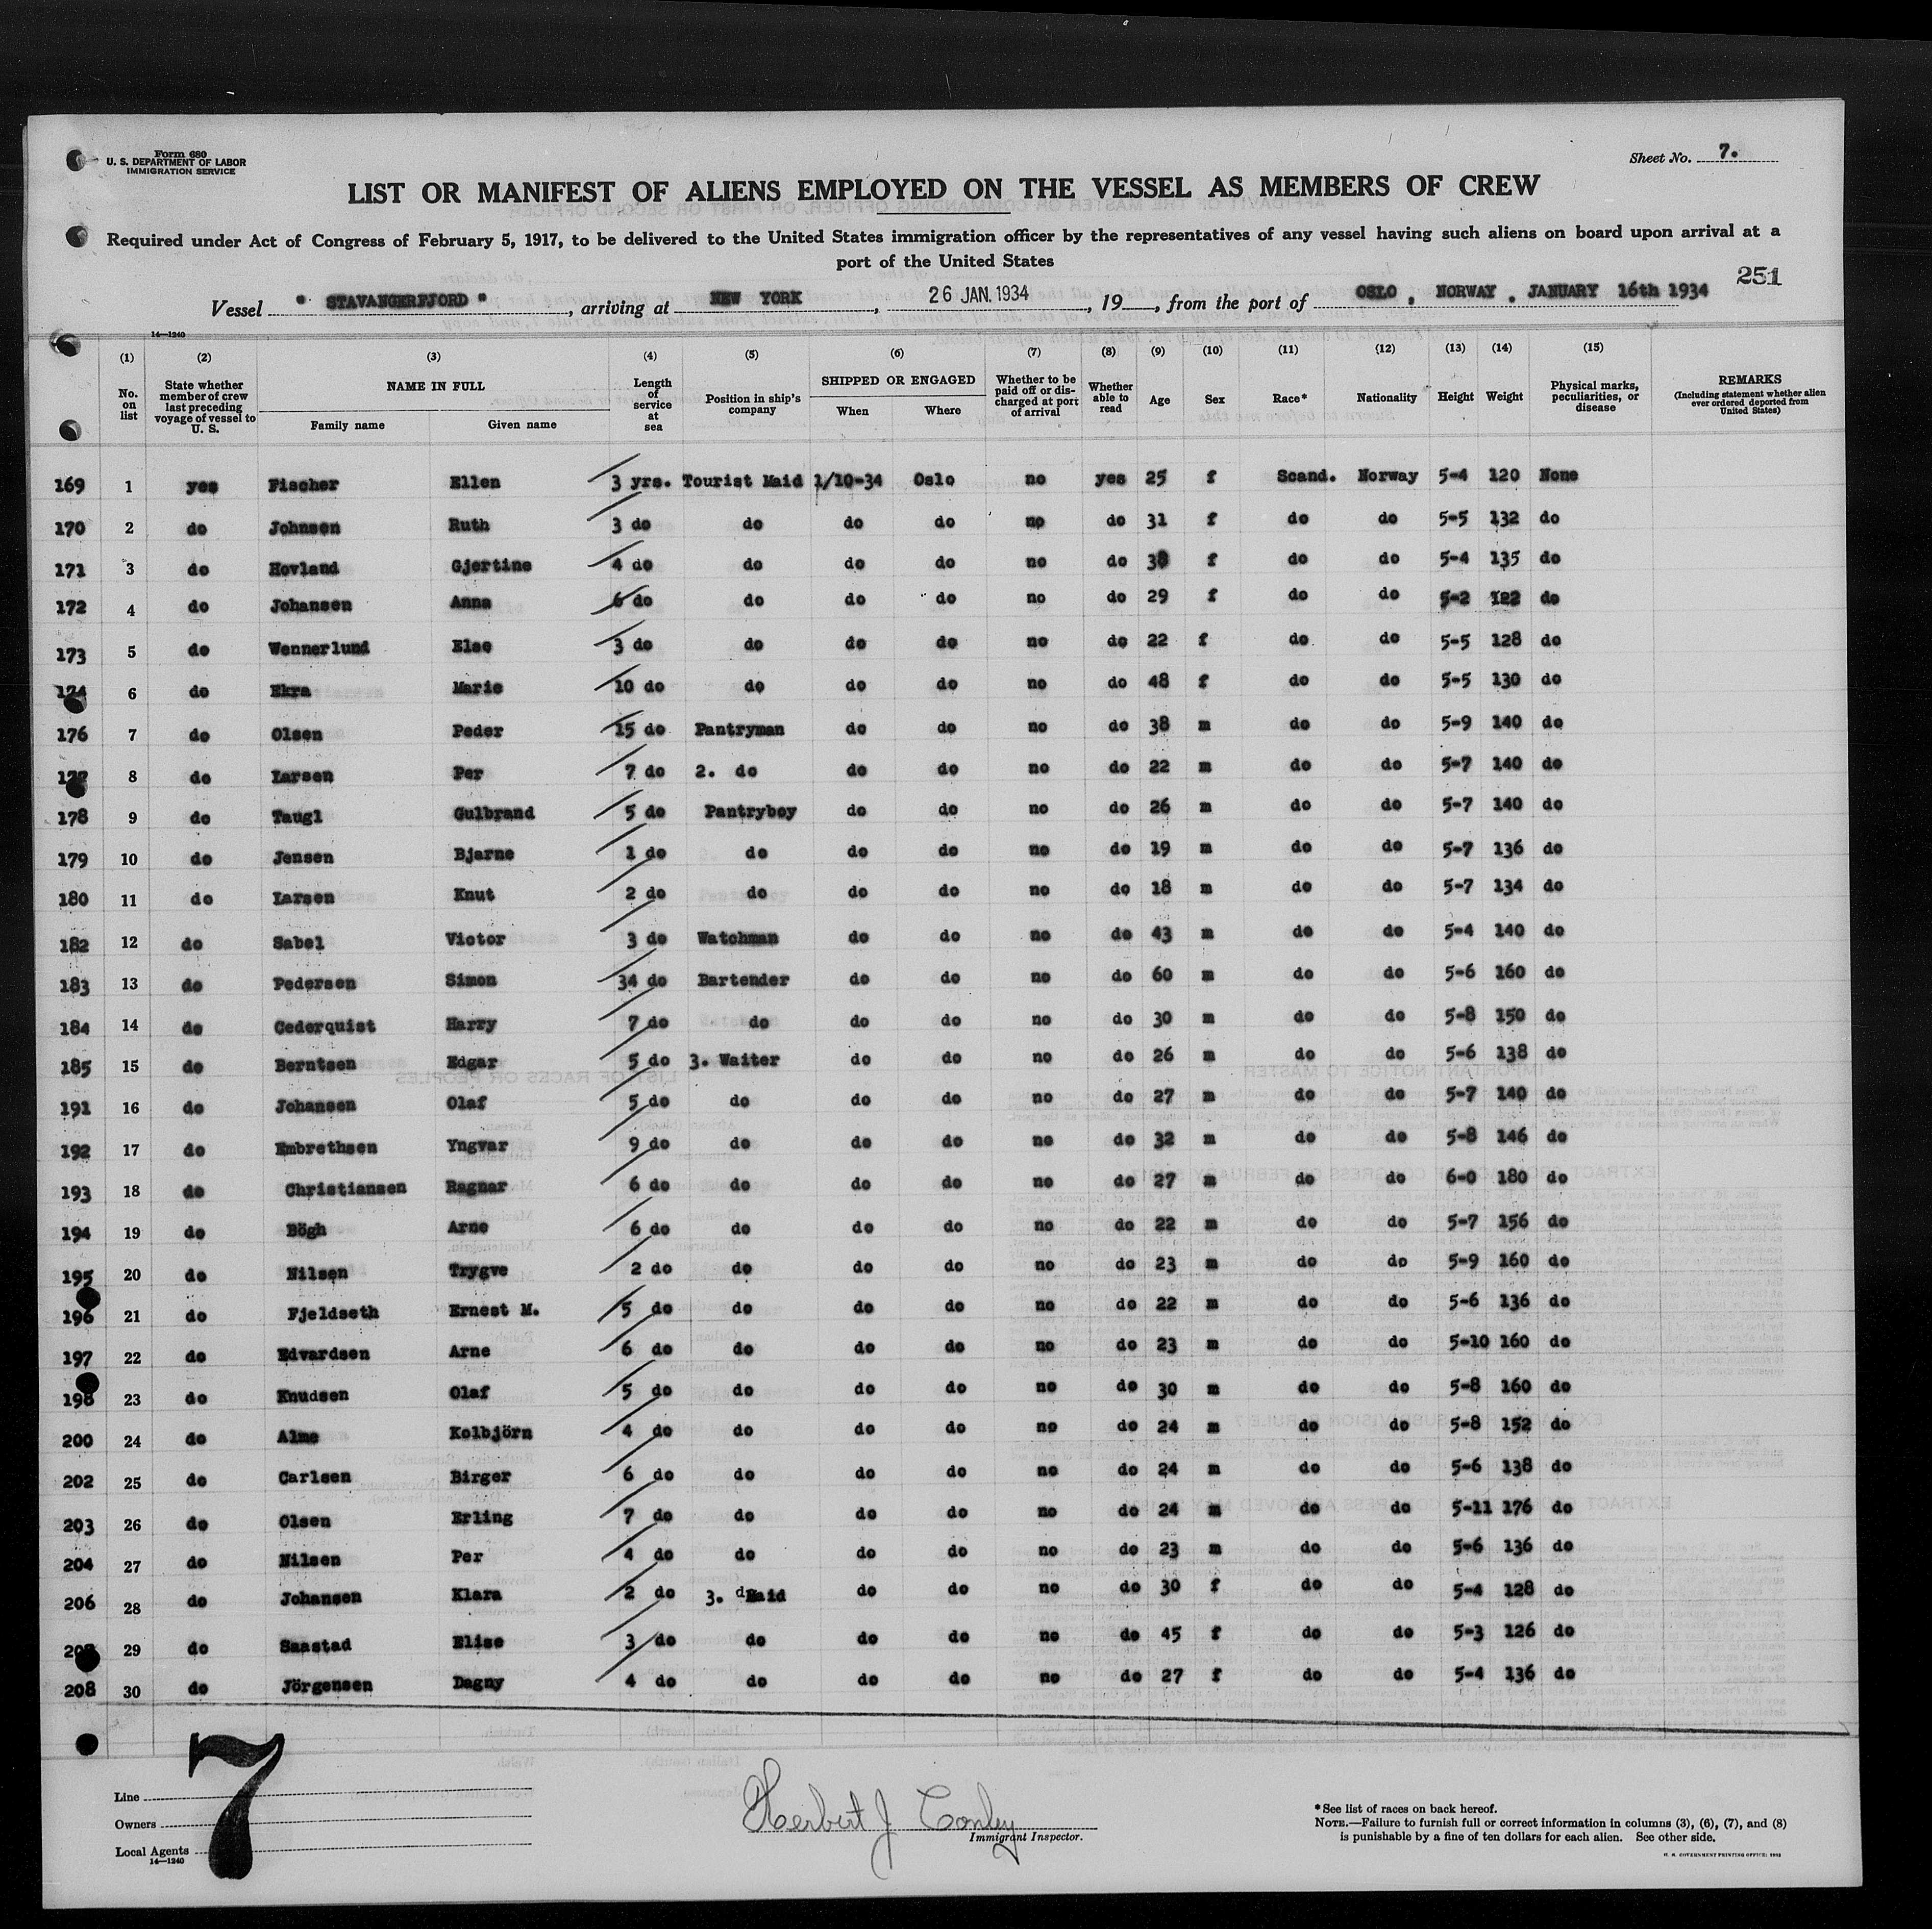 Form 680
U. S. DEPARTMENT OF LABOR
IMMIGRATION SERVICE
Sheet No. 7.
LIST OR MANIFEST OF ALIENS EMPLOYED ON THE VESSEL AS MEMBERS OF CREW
Required under Act of Congress of February 5, 1917, to be delivered to the United States immigration officer by the representatives of any vessel having such aliens on board upon arrival at a
port of the United States
251
Vessel " STAVANGERFJORD ", arriving at NEW YORK, 26 JAN. 1934, 19, from the port of OSLO, NORWAY, JANUARY 16th 1934
14—1240
(1) (2) (3) (4) (5) (6) (7) (8) (9) (10) (11) (12) (13) (14) (15)
No. on list
State whether member of crew last preceding voyage of vessel to U. S.
NAME IN FULL
Family name Given name
Length of service at sea
Position in ship's company
SHIPPED OR ENGAGED
When Where
Whether to be paid off or discharged at port of arrival
Whether able to read
Age
Sex
Race*
Nationality
Height
Weight
Physical marks, peculiarities, or disease
REMARKS
(Including statement whether alien ever ordered deported from United States)
169 1 yes Fischer Ellen 3 yrs. Tourist Maid 1/10-34 Oslo no yes 25 f Scand. Norway 5-4 120 None
170 2 do Johnsen Ruth 3 do do do do no do 31 f do do 5-5 132 do
171 3 do Hovland Gjertine 4 do do do do no do f do do 5-4 135 do
172 4 do Johansen Anna 6 do do do do no do 29 f do do 5-2 122 do
173 5 do Wennerlund Else 3 do do do do no do 22 f do do 5-5 128 do
174 6 do Ekra Marie 10 do do do do no do 48 f do do 5-5 130 do
176 7 do Olsen Peder 15 do Pantryman do do no do 38 m do do 5-9 140 do
177 8 do Larsen Per 7 do 2. do do do no do 22 m do do 5-7 140 do
178 9 do Taugl Gulbrand 5 do Pantryboy do do no do 26 m do do 5-7 140 do
179 10 do Jensen Bjarne 1 do do do do no do 19 m do do 5-7 136 do
180 11 do Larsen Knut 2 do do do do no do 18 m do do 5-7 134 do
182 12 do Sabel Victor 3 do Watchman do do no do 43 m do do 5-4 140 do
183 13 do Pedersen Simon 34 do Bartender do do no do 60 m do do 5-6 160 do
184 14 do Cederquist Harry 7 do do do do no do 30 m do do 5-8 150 do
185 15 do Berntsen Edgar 5 do 3. Waiter do do no do 26 m do do 5-6 138 do
191 16 do Johansen Olaf 5 do do do do no do 27 m do do 5-7 140 do
192 17 do Embrethsen Yngvar 9 do do do do no do 32 m do do 5-8 146 do
193 18 do Christiansen Ragnar 6 do do do do no do 27 m do do 6-0 180 do
194 19 do Bögh Arne 6 do do do do no do 22 m do do 5-7 156 do
195 20 do Nilsen Trygve 2 do do do do no do 23 m do do 5-9 160 do
196 21 do Fjeldseth Ernest M. 5 do do do do no do 22 m do do 5-6 136 do
197 22 do Edvardsen Arne 6 do do do do no do 23 m do do 5-10 160 do
198 23 do Knudsen Olaf 5 do do do do no do 30 m do do 5-8 160 do
200 24 do Alme Kolbjörn 4 do do do do no do 24 m do do 5-8 152 do
202 25 do Carlsen Birger 6 do do do do no do 24 m do do 5-6 138 do
203 26 do Olsen Erling 7 do do do do no do 24 m do do 5-11 176 do
204 27 do Nilsen Per 4 do do do do no do 23 m do do 5-6 136 do
206 28 do Johansen Klara 2 do 3. Maid do do no do 30 f do do 5-4 128 do
29 do Saastad Elise 3 do do do do no do 45 f do do 5-3 126 do
208 30 do Jörgensen Dagny 4 do do do do no do 27 f do do 5-4 136 do
7
Line
Owners
Local Agents
14—1240
Herbert J Conley
Immigrant Inspector.
*See list of races on back hereof.
NOTE.—Failure to furnish full or correct information in columns (3), (6), (7), and (8)
is punishable by a fine of ten dollars for each alien. See other side.